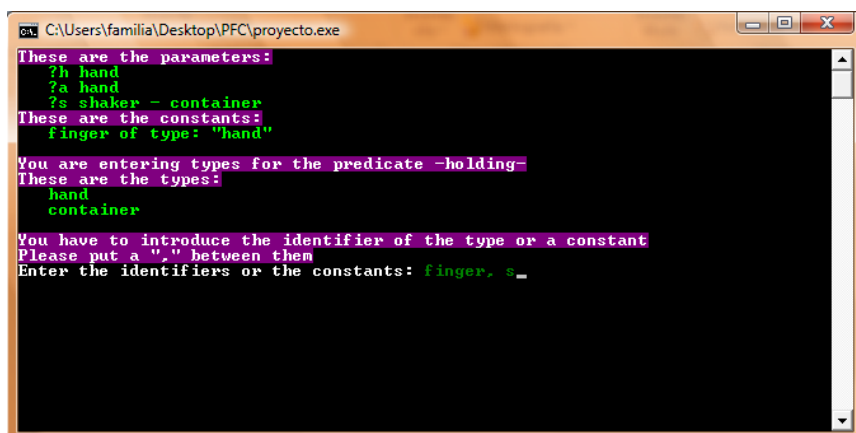 C:\Users\familia\Desktop\PFC\proyecto.exe
These are the parameters:
?h hand
?a hand
?s shaker - container
These are the constants:
finger of type: "hand"
You are entering types for the predicate -holding-
These are the types:
hand
container
You have to introduce the identifier of the type or a constant
Please put a "," between them
Enter the identifiers or the constants: finger, s_